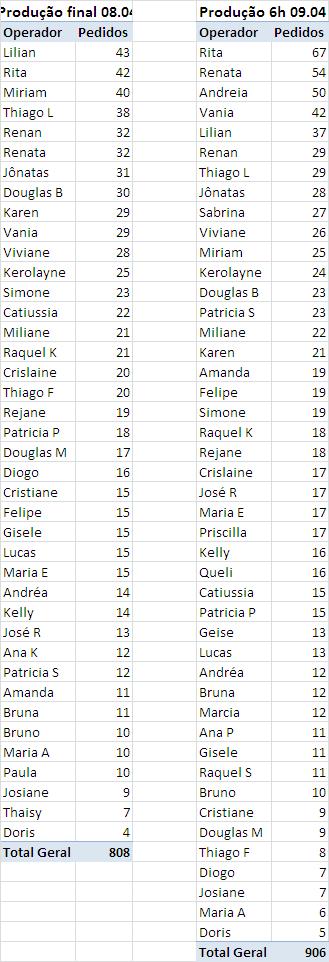 Produção final 08.04
Operador Pedidos
Lilian 43
Rita 42
Miriam 40
Thiago L 38
Renan 32
Renata 32
Jônatas 31
Douglas B 30
Karen 29
Vania 29
Viviane 28
Kerolayne 25
Simone 23
Catiussia 22
Miliane 21
Raquel K 21
Crislaine 20
Thiago F 20
Rejane 19
Patricia P 18
Douglas M 17
Diogo 16
Cristiane 15
Felipe 15
Gisele 15
Lucas 15
Maria E 15
Andréa 14
Kelly 14
José R 13
Ana K 12
Patricia S 12
Amanda 11
Bruna 11
Bruno 10
Maria A 10
Paula 10
Josiane 9
Thaisy 7
Doris 4
Total Geral 808
Produção 6h 09.04
Operador Pedidos
Rita 67
Renata 54
Andreia 50
Vania 42
Lilian 37
Renan 29
Thiago L 29
Jônatas 28
Sabrina 27
Viviane 26
Miriam 25
Kerolayne 24
Douglas B 23
Patricia S 23
Miliane 22
Karen 21
Amanda 19
Felipe 19
Simone 19
Raquel K 18
Rejane 18
Crislaine 17
José R 17
Maria E 17
Priscilla 17
Kelly 16
Queli 16
Catiussia 15
Patricia P 15
Geise 13
Lucas 13
Andréa 12
Bruna 12
Marcia 12
Ana P 11
Gisele 11
Raquel S 11
Bruno 10
Cristiane 9
Douglas M 9
Thiago F 8
Diogo 7
Josiane 7
Maria A 6
Doris 5
Total Geral 906